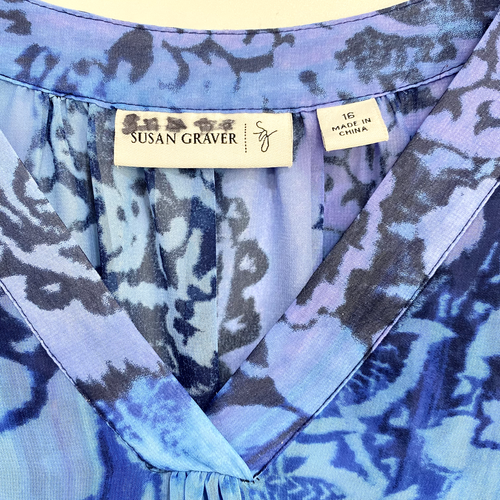 SUSAN GRAVER
16
MADE IN
CHINA